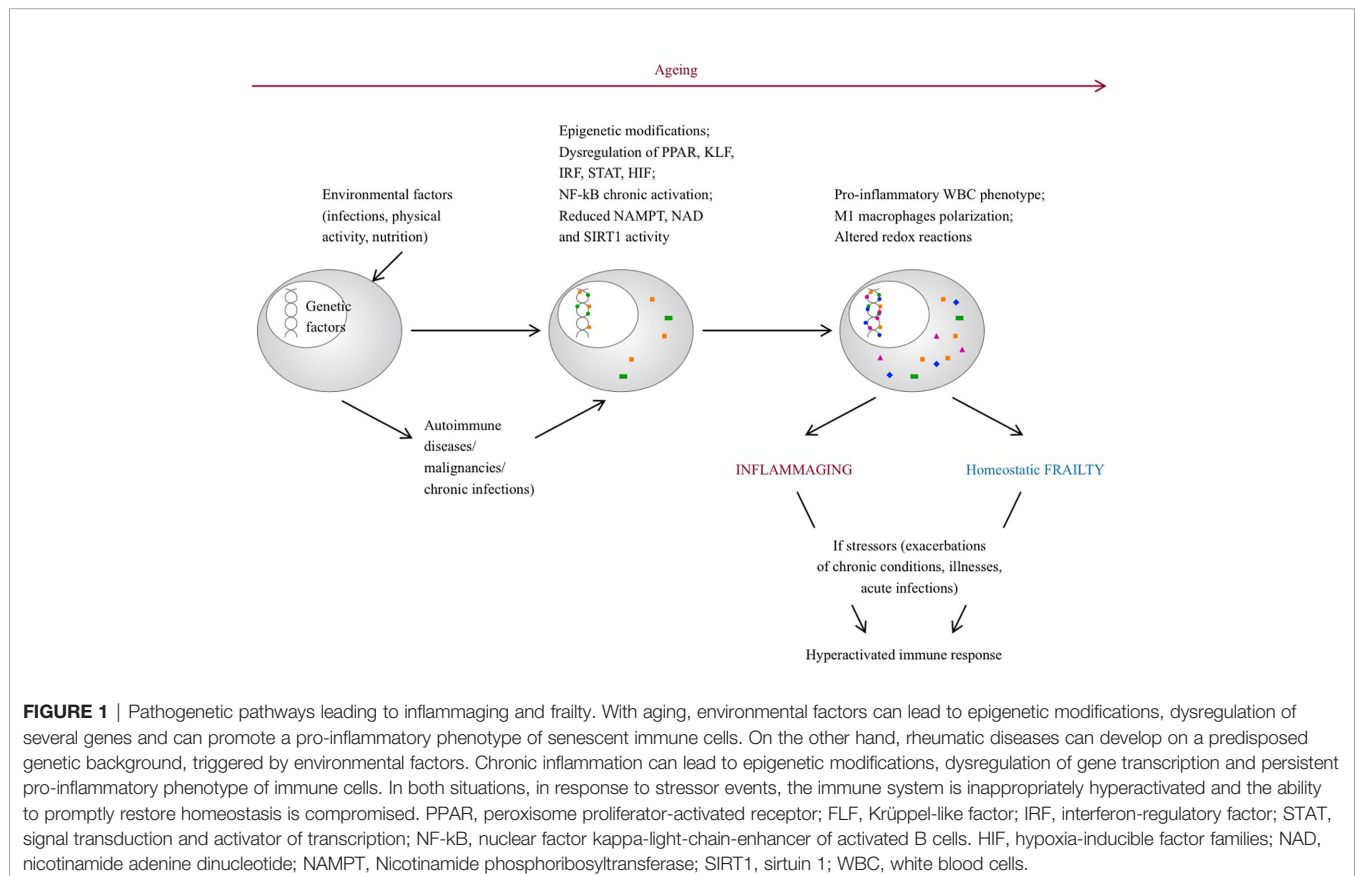 Ageing
Epigenetic modifications;
Dysregulation of PPAR, KLF,
IRF, STAT, HIF;
NF-kB chronic activation;
Reduced NAMPT, NAD
and SIRT1 activity
Environmental factors
(infections, physical
activity, nutrition)
Pro-inflammatory WBC phenotype;
M1 macrophages polarization;
Altered redox reactions
Genetic
factors
Autoimmune
diseases/
malignancies/
chronic infections)
INFLAMMAGING
Homeostatic FRAILTY
If stressors (exacerbations
of chronic conditions, illnesses,
acute infections)
Hyperactivated immune response
FIGURE 1 | Pathogenetic pathways leading to inflammaging and frailty. With aging, environmental factors can lead to epigenetic modifications, dysregulation of
several genes and can promote a pro-inflammatory phenotype of senescent immune cells. On the other hand, rheumatic diseases can develop on a predisposed
genetic background, triggered by environmental factors. Chronic inflammation can lead to epigenetic modifications, dysregulation of gene transcription and persistent
pro-inflammatory phenotype of immune cells. In both situations, in response to stressor events, the immune system is inappropriately hyperactivated and the ability
to promptly restore homeostasis is compromised. PPAR, peroxisome proliferator-activated receptor; FLF, Krüppel-like factor; IRF, interferon-regulatory factor; STAT,
signal transduction and activator of transcription; NF-kB, nuclear factor kappa-light-chain-enhancer of activated B cells. HIF, hypoxia-inducible factor families; NAD,
nicotinamide adenine dinucleotide; NAMPT, Nicotinamide phosphoribosyltransferase; SIRT1, sirtuin 1; WBC, white blood cells.